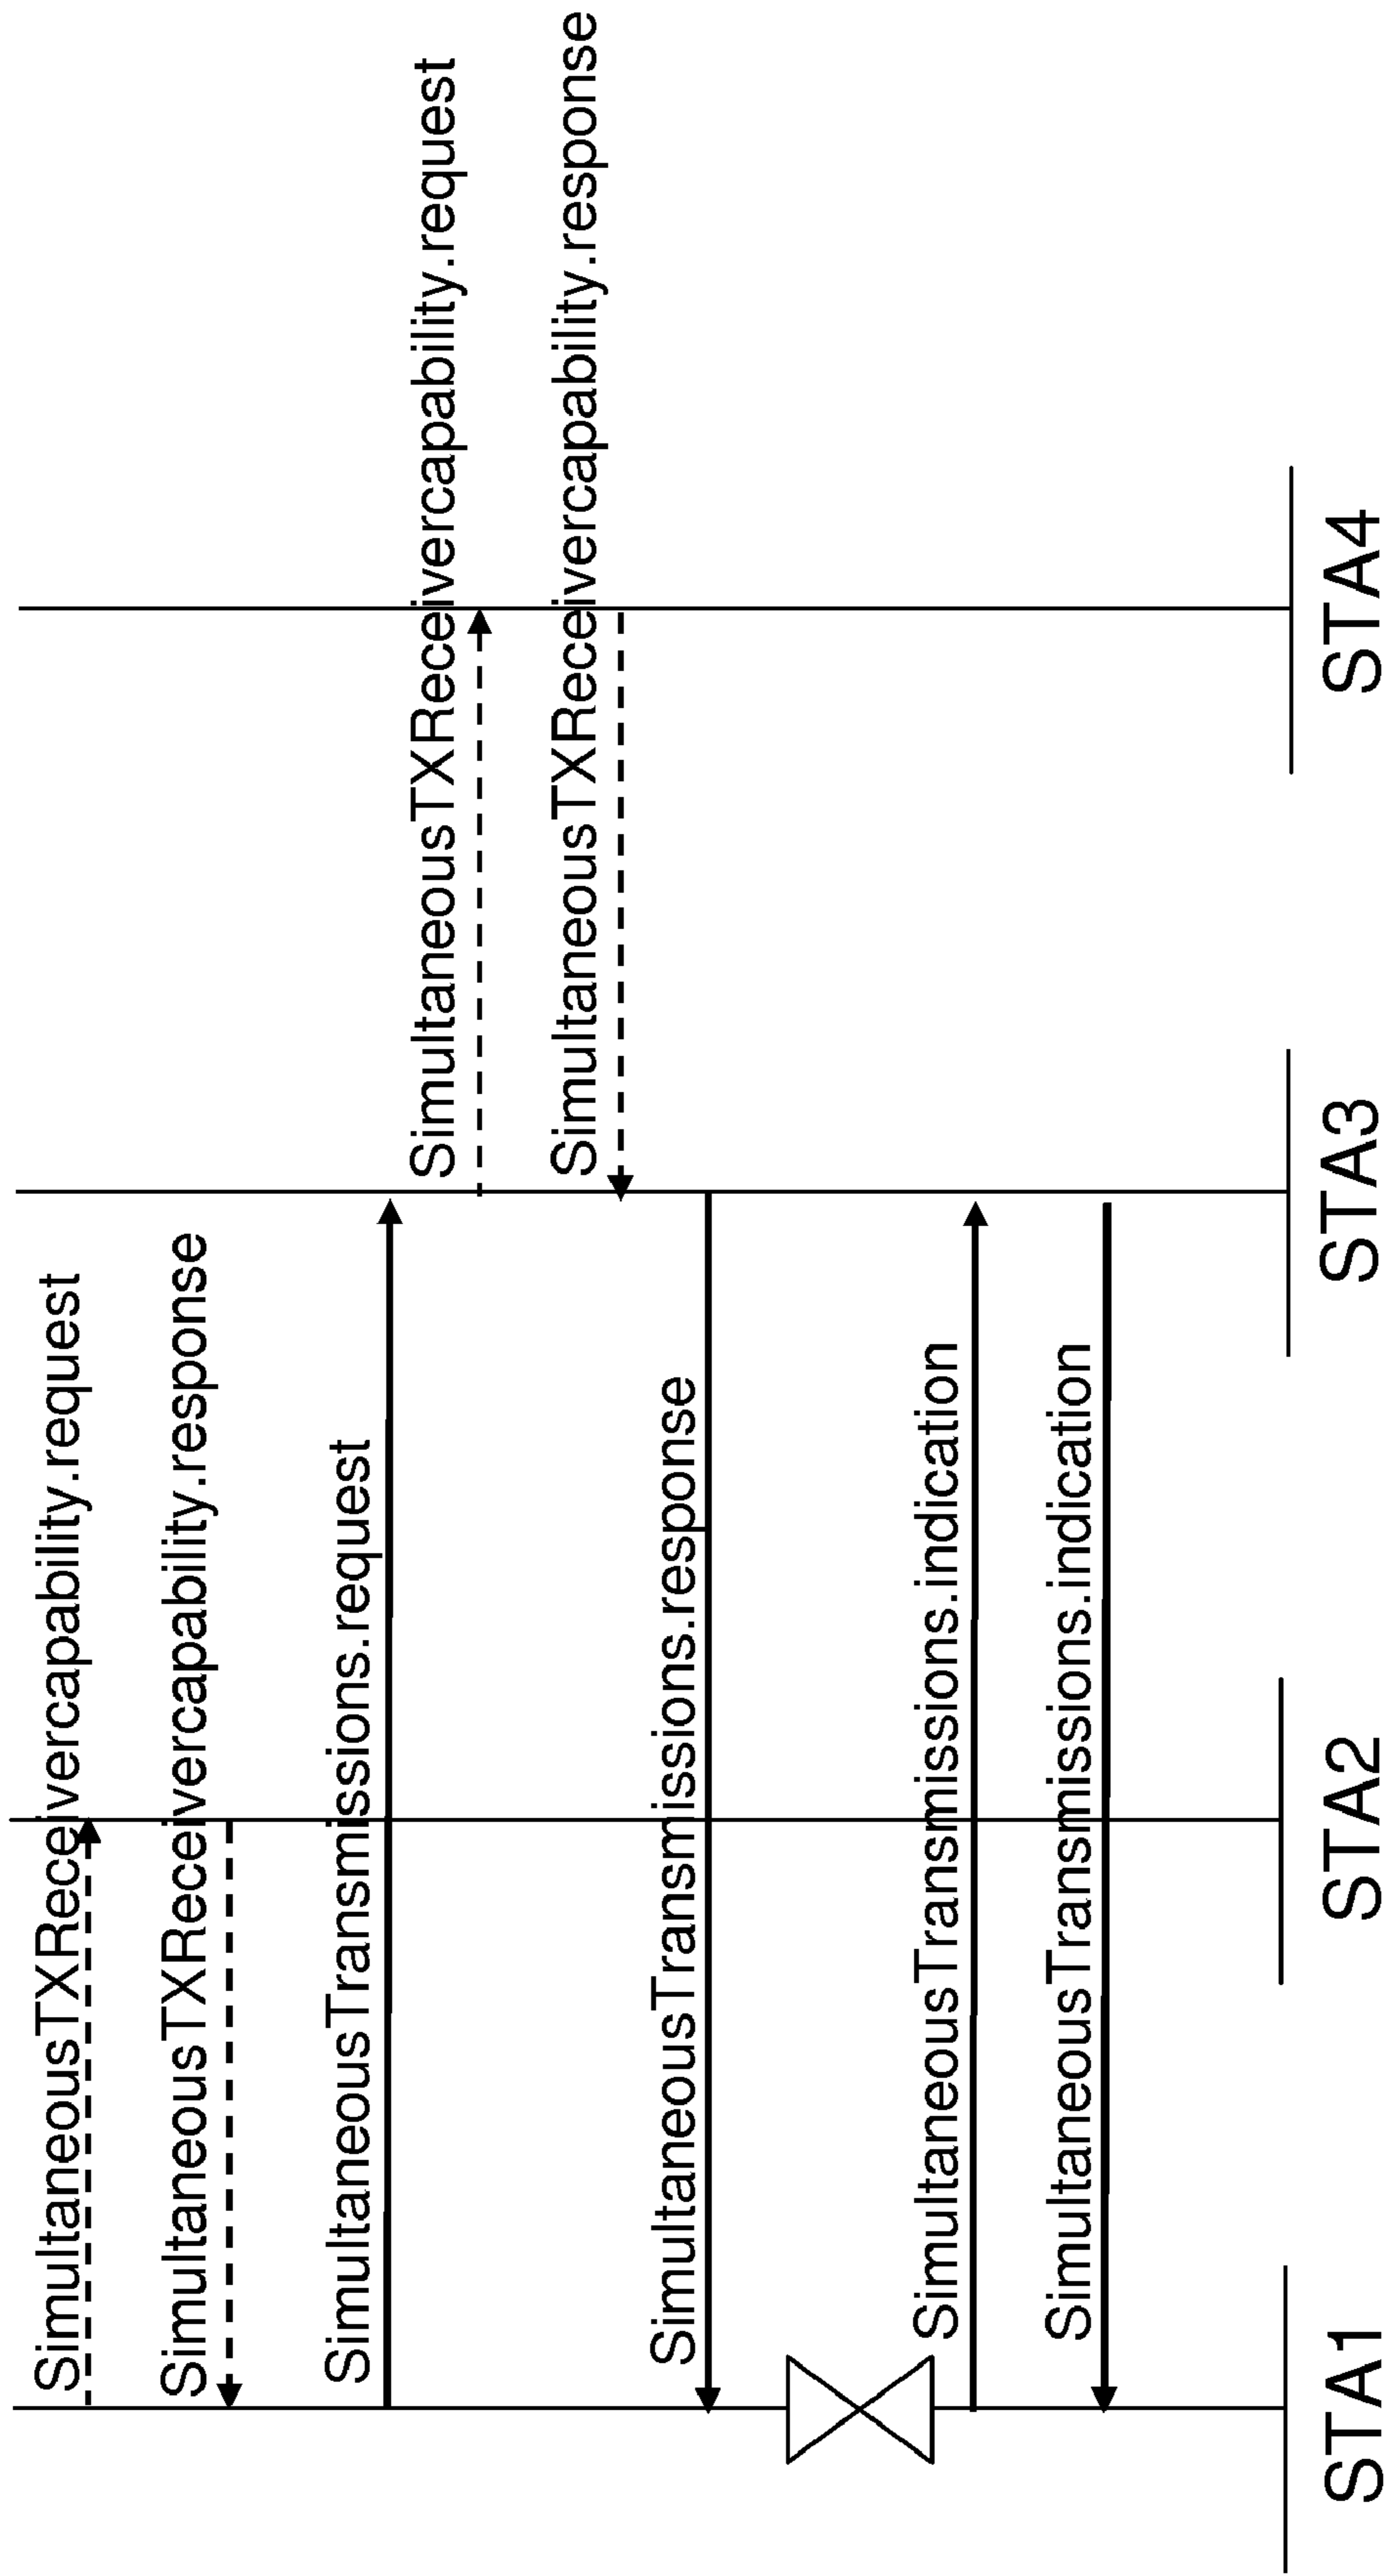 SimultaneousTXReceivercapability.request
SimultaneousTXReceivercapability.response
SimultaneousTransmissions.request
SimultaneousTXReceivercapability.request
SimultaneousTXReceivercapability.response
SimultaneousTransmissions.response
SimultaneousTransmissions.indication
SimultaneousTransmissions.indication
STA1
STA2
STA3
STA4